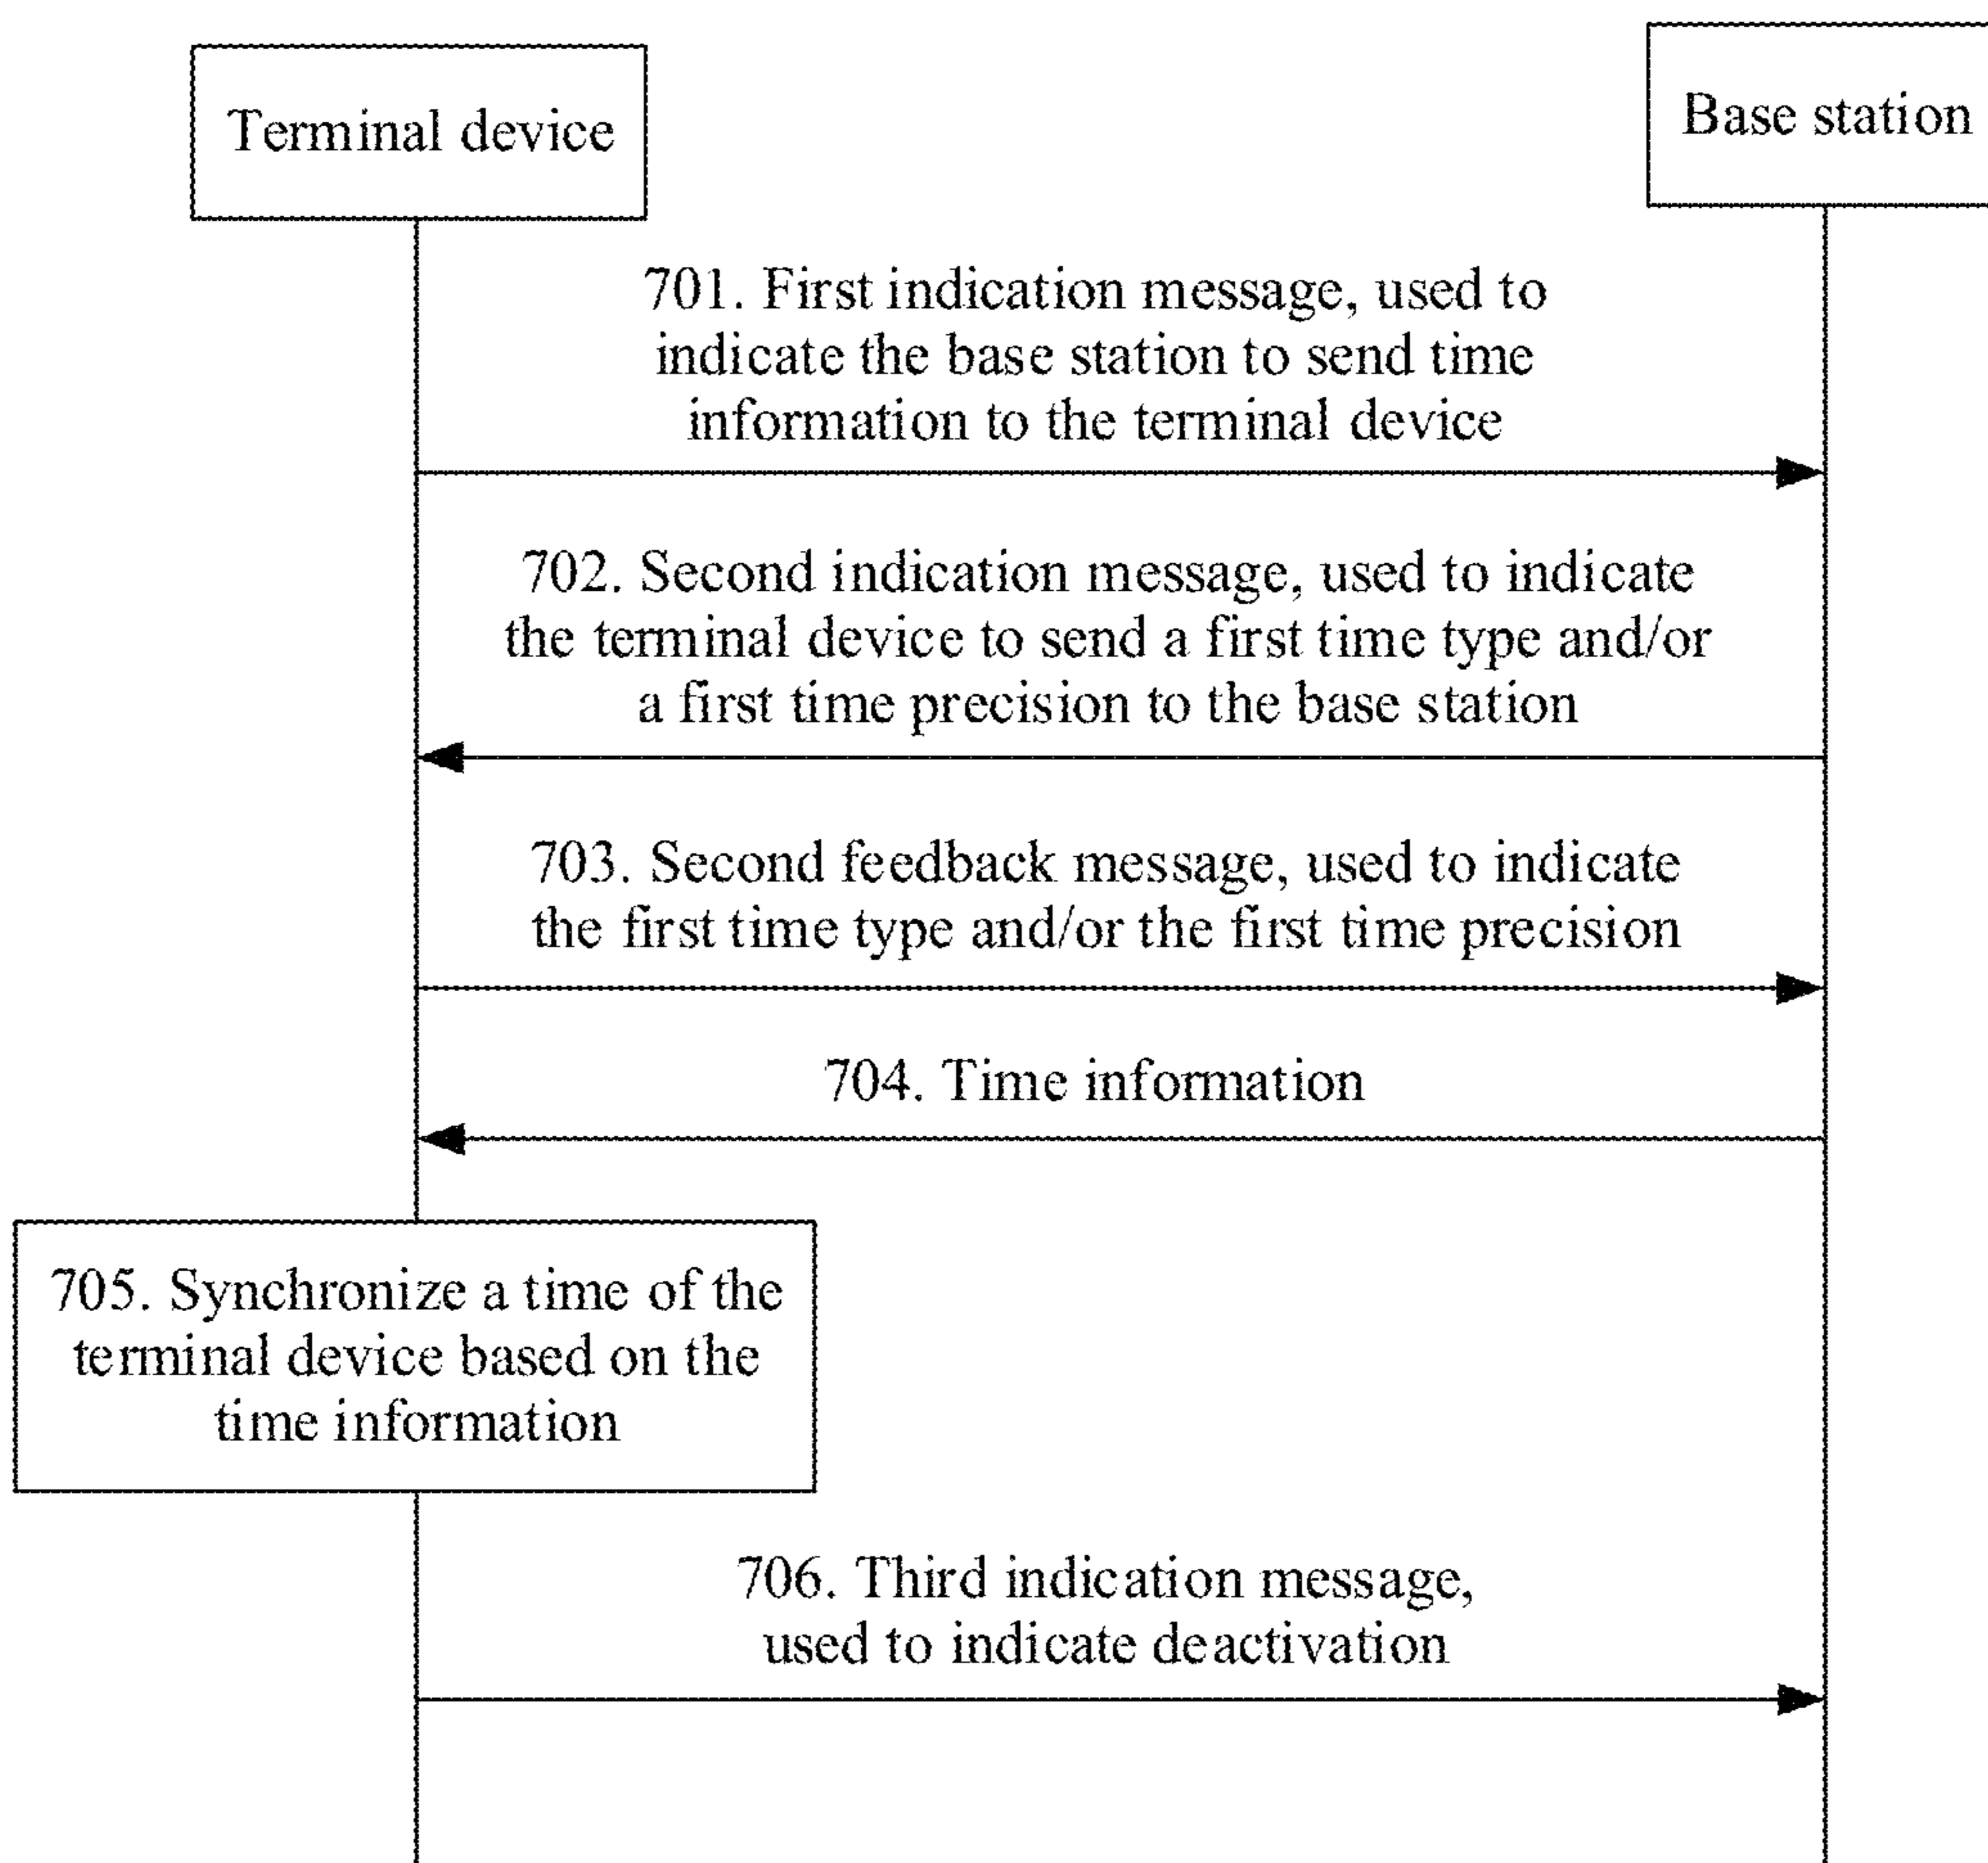 Terminal device
Base station
701. First indication message, used to
indicate the base station to send time
information to the terminal device
702. Second indication message, used to indicate
the terminal device to send a first time type and/or
a first time precision to the base station
703. Second feedback message, used to indicate
the first time type and/or the first time precision
704. Time information
705. Synchronize a time of the
terminal device based on the
time information
706. Third indication message,
used to indicate deactivation